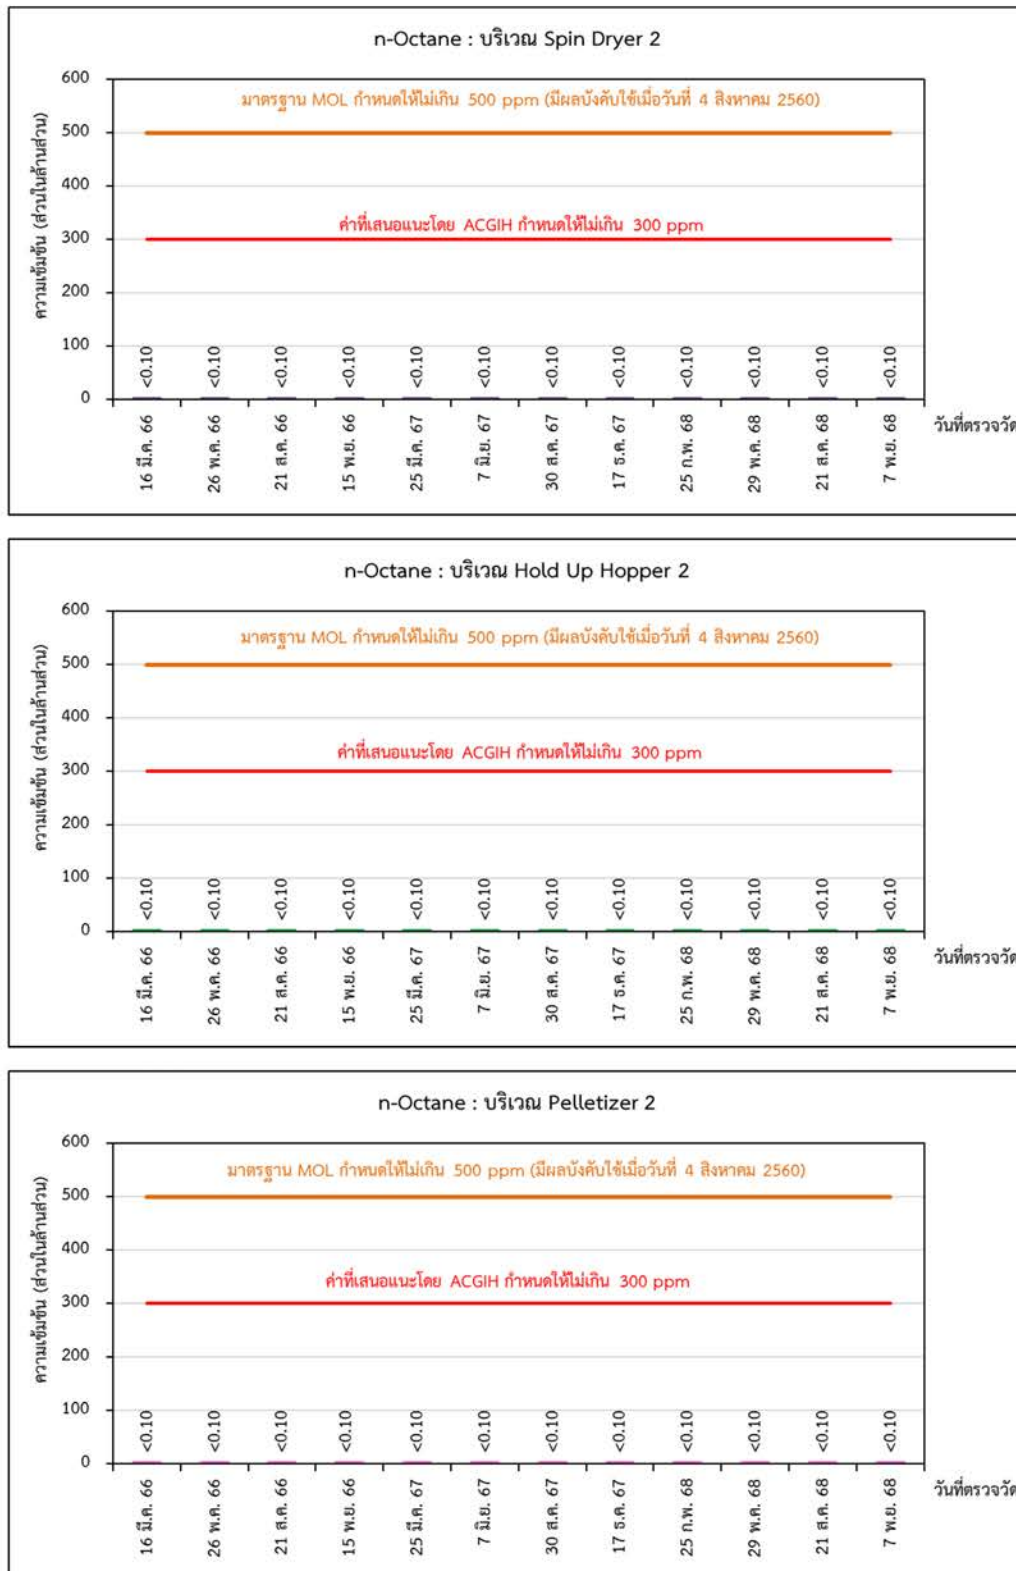 n-Octane : บริเวณ Spin Dryer 2
ความเข้มข้น (ส่วนในล้านส่วน)
600
มาตรฐาน MOL กำหนดให้ไม่เกิน 500 ppm (มีผลบังคับใช้เมื่อวันที่ 4 สิงหาคม 2560)
500
400
ค่าที่เสนอแนะโดย ACGIH กำหนดให้ไม่เกิน 300 ppm
300
200
100
<0.10 <0.10 <0.10 <0.10 <0.10 <0.10 <0.10 <0.10 <0.10 <0.10 <0.10 <0.10
0
วันที่ตรวจวัด
16 มี.ค. 66 26 พ.ค. 66 21 ส.ค. 66 15 พ.ย. 66 25 มี.ค. 67 7 มิ.ย. 67 30 ส.ค. 67 17 ธ.ค. 67 25 ก.พ. 68 29 พ.ค. 68 21 ส.ค. 68 7 พ.ย. 68
n-Octane : บริเวณ Hold Up Hopper 2
ความเข้มข้น (ส่วนในล้านส่วน)
600
มาตรฐาน MOL กำหนดให้ไม่เกิน 500 ppm (มีผลบังคับใช้เมื่อวันที่ 4 สิงหาคม 2560)
500
400
ค่าที่เสนอแนะโดย ACGIH กำหนดให้ไม่เกิน 300 ppm
300
200
100
<0.10 <0.10 <0.10 <0.10 <0.10 <0.10 <0.10 <0.10 <0.10 <0.10 <0.10 <0.10
0
วันที่ตรวจวัด
16 มี.ค. 66 26 พ.ค. 66 21 ส.ค. 66 15 พ.ย. 66 25 มี.ค. 67 7 มิ.ย. 67 30 ส.ค. 67 17 ธ.ค. 67 25 ก.พ. 68 29 พ.ค. 68 21 ส.ค. 68 7 พ.ย. 68
n-Octane : บริเวณ Pelletizer 2
ความเข้มข้น (ส่วนในล้านส่วน)
600
มาตรฐาน MOL กำหนดให้ไม่เกิน 500 ppm (มีผลบังคับใช้เมื่อวันที่ 4 สิงหาคม 2560)
500
400
ค่าที่เสนอแนะโดย ACGIH กำหนดให้ไม่เกิน 300 ppm
300
200
100
<0.10 <0.10 <0.10 <0.10 <0.10 <0.10 <0.10 <0.10 <0.10 <0.10 <0.10 <0.10
0
วันที่ตรวจวัด
16 มี.ค. 66 26 พ.ค. 66 21 ส.ค. 66 15 พ.ย. 66 25 มี.ค. 67 7 มิ.ย. 67 30 ส.ค. 67 17 ธ.ค. 67 25 ก.พ. 68 29 พ.ค. 68 21 ส.ค. 68 7 พ.ย. 68